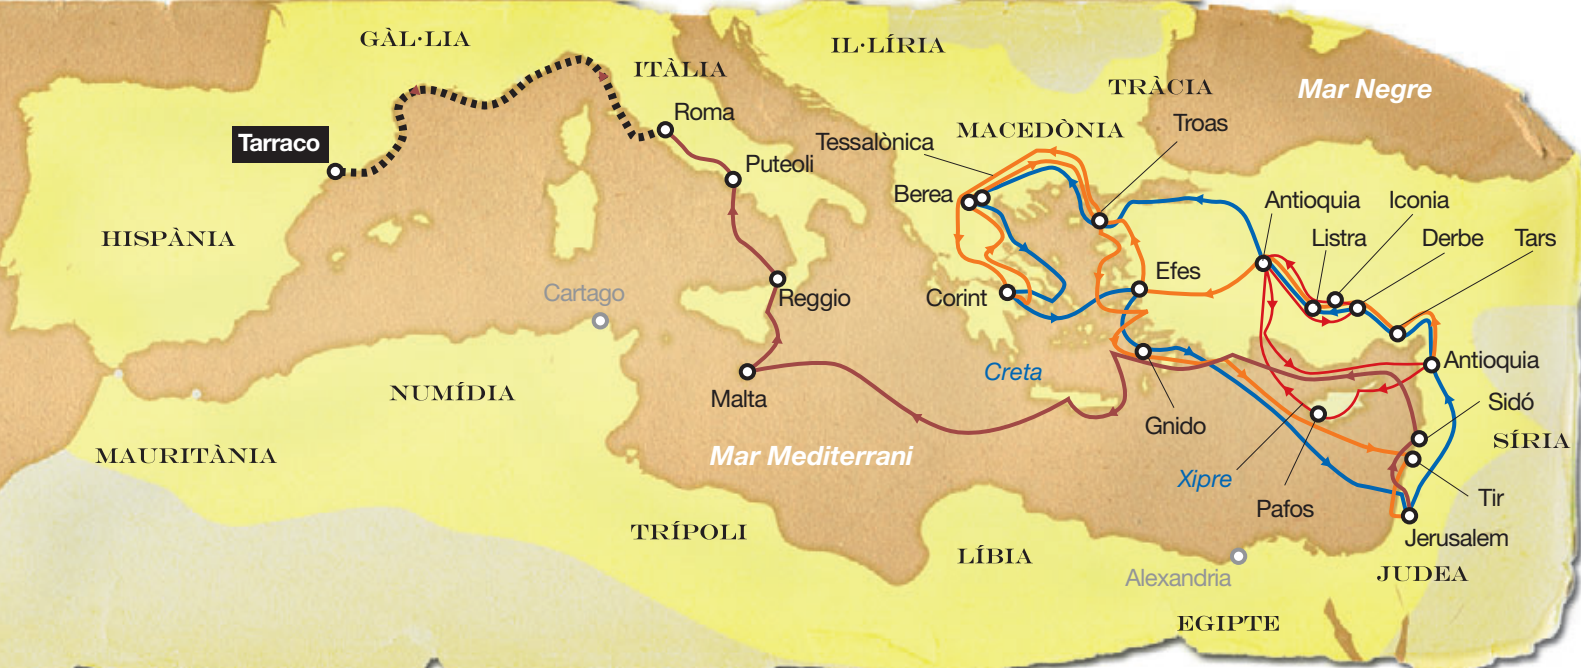 GÀL·LIA
IL·LÍRIA
ITÀLIA
TRÀCIA
Mar Negre
Roma
MACEDÒNIA
Troas
Tarraco
Tessalònica
Puteoli
Berea
Antioquia
Iconia
HISPÀNIA
Listra
Derbe
Tars
Efes
Cartago
Reggio
Corint
Antioquia
Creta
NUMÍDIA
Malta
Sidó
Gnido
SÍRIA
MAURITÀNIA
Mar Mediterrani
Xipre
Tir
Pafos
TRÍPOLI
Jerusalem
LÍBIA
Alexandria
JUDEA
EGIPTE